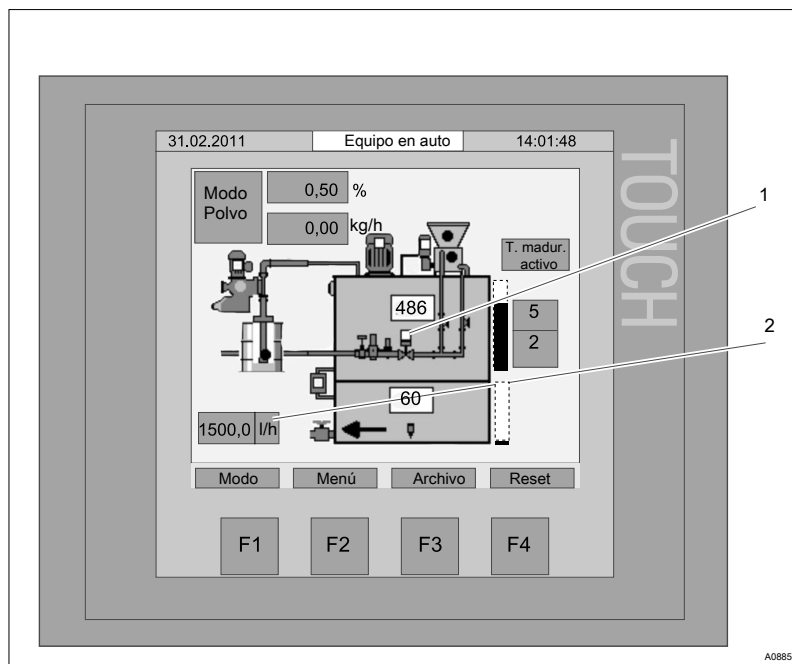 31.02.2011 Equipo en auto 14:01:48
Modo
Polvo
0,50 %
0,00 kg/h
T. madur.
activo
486
5
2
60
1500,0 l/h
Modo Menú Archivo Reset
F1 F2 F3 F4
TOUCH
1
2
A0885